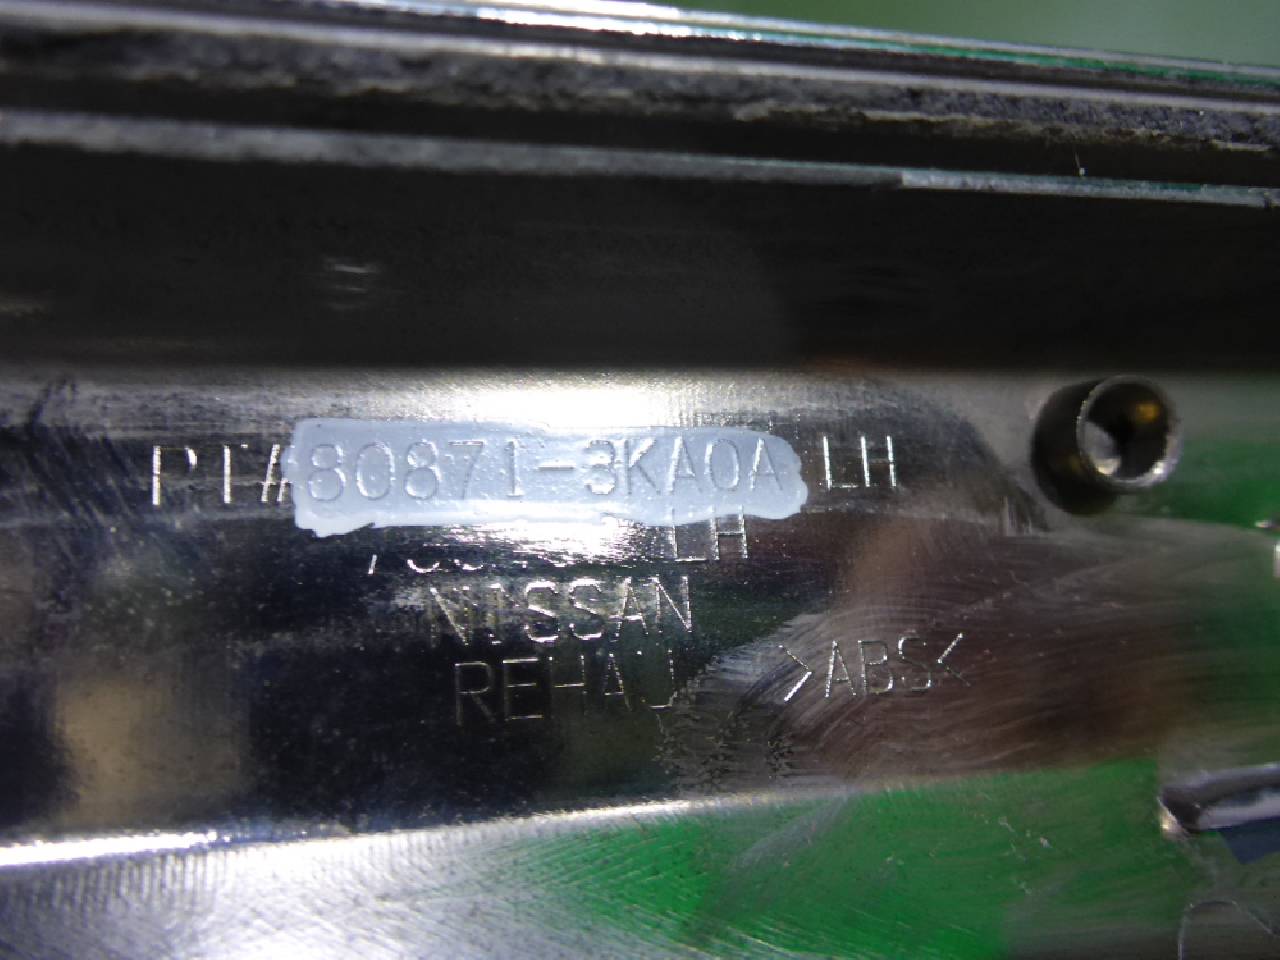 PT#80871-3KA0A LH
LH
NISSAN
REHAU >ABS<